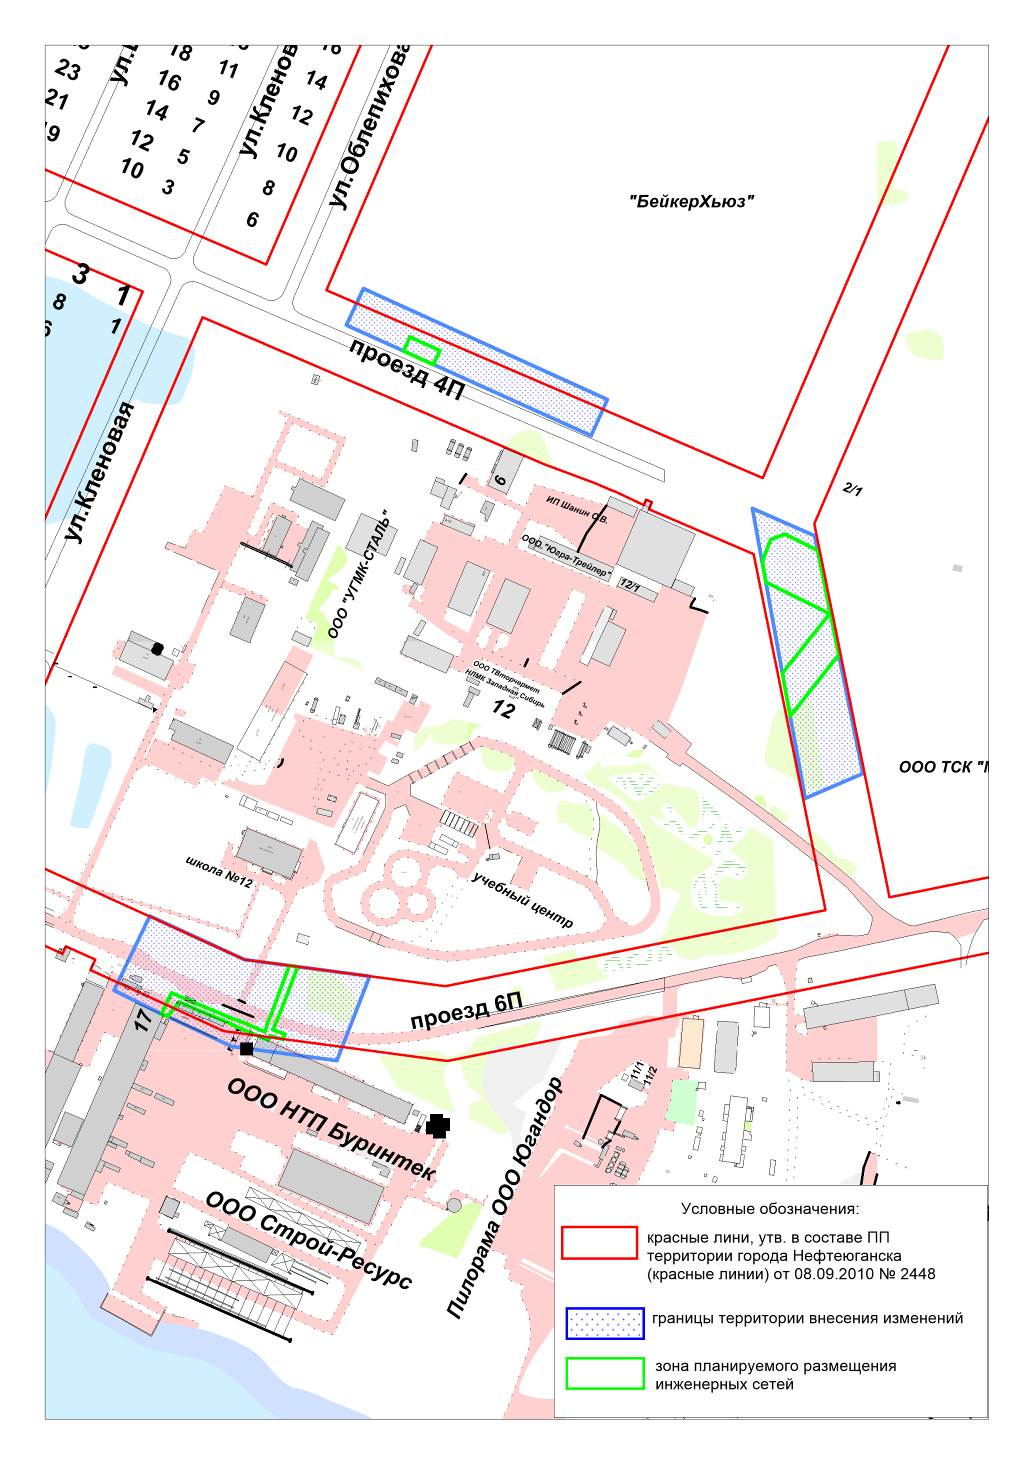 18
16
23
11
14
21
16
9
12
19
14
7
10
12
5
8
10
3
6
ул.Кленовая
ул.Облепиховая
"БейкерХьюз"
3
1
8
1
6
проезд 4П
ул.Кленовая
6
2/1
ИП Шанин С.В.
ООО "Югра-Трейлер"
12/1
ООО "УГМК-СТАЛЬ"
ООО ТВторчермет
НЛМК Западная Сибирь
12
ООО ТСК "
школа №12
учебный центр
проезд 6П
17
11/1
11/2
ООО НТП Буринтек
ООО Строй-Ресурс
Пилорама ООО Югандор
Условные обозначения:
красные лини, утв. в составе ПП
территории города Нефтеюганска
(красные линии) от 08.09.2010 № 2448
границы территории внесения изменений
зона планируемого размещения
инженерных сетей